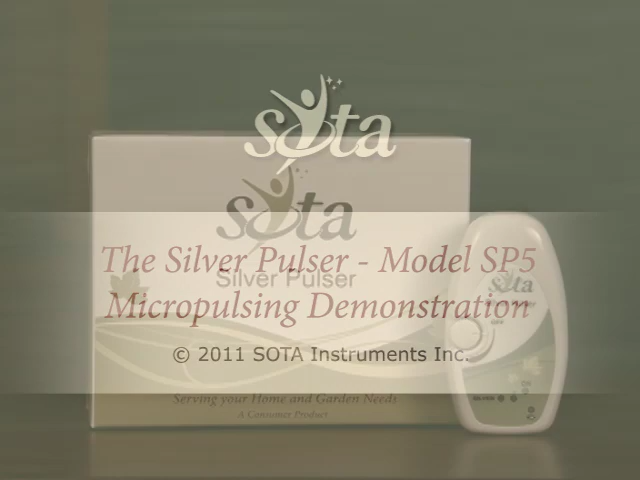 sota
sota
Silver Pulser
The Silver Pulser - Model SP5
Micropulsing Demonstration
© 2011 SOTA Instruments Inc.
Serving your Home and Garden Needs
A Consumer Product
sota